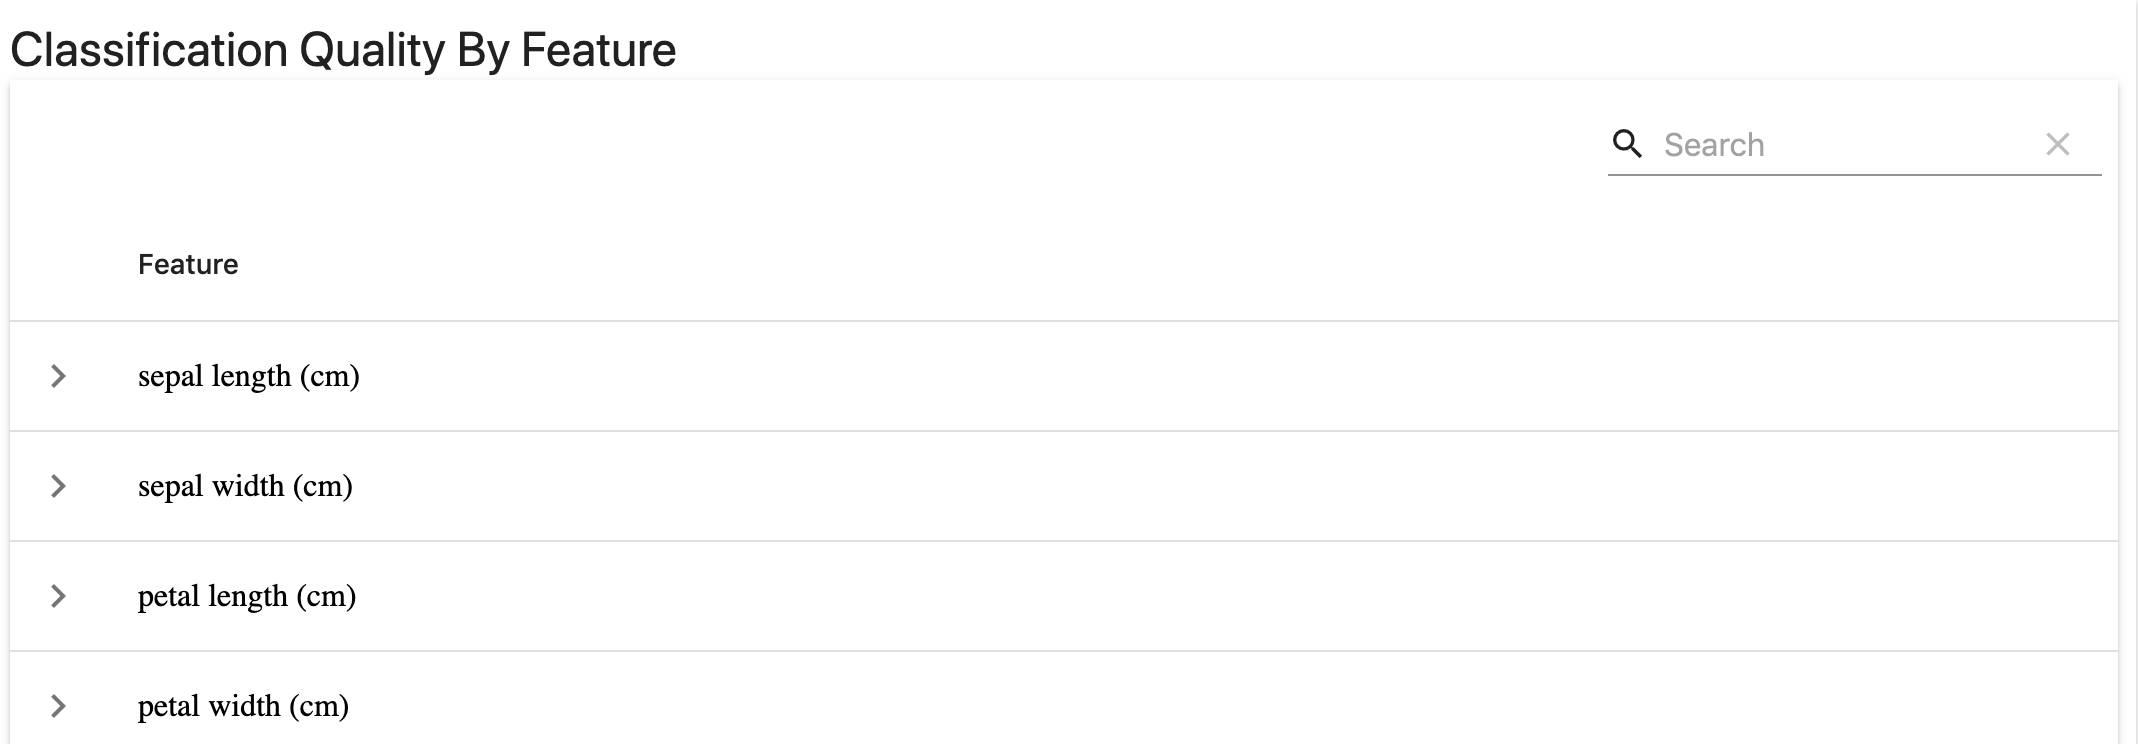 Classification Quality By Feature
Search
Feature
sepal length (cm)
sepal width (cm)
petal length (cm)
petal width (cm)